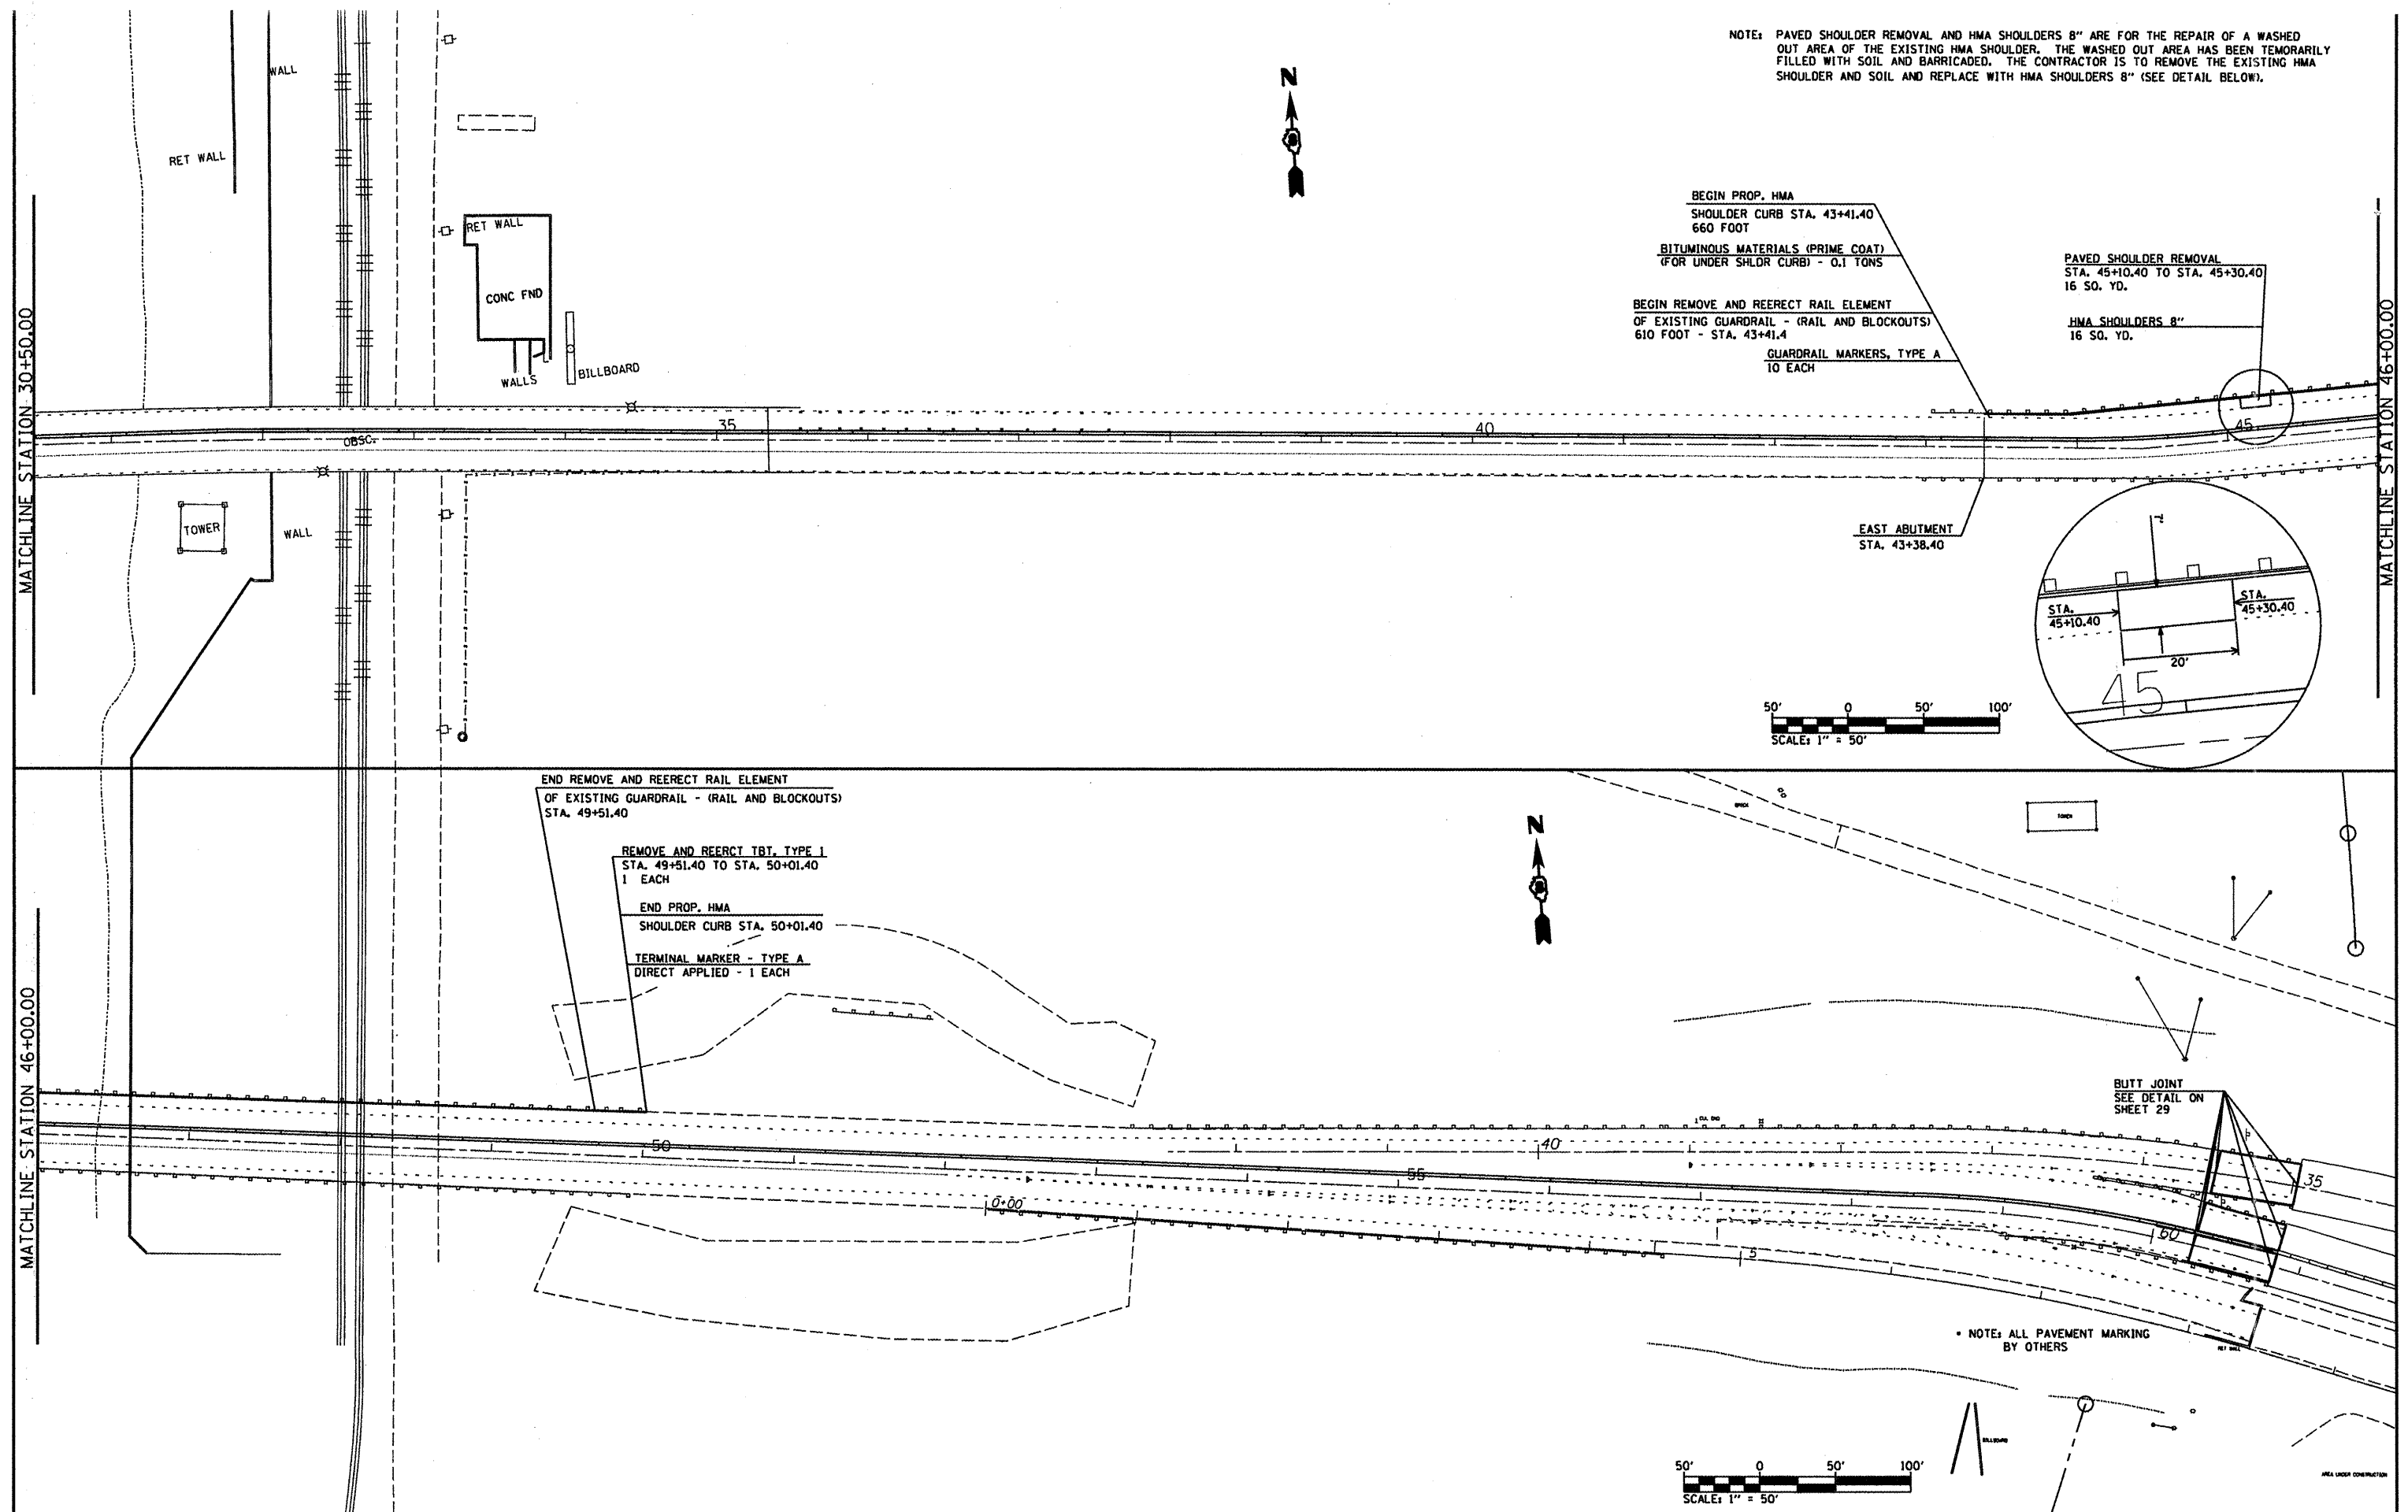 NOTE: PAVED SHOULDER REMOVAL AND HMA SHOULDERS 8" ARE FOR THE REPAIR OF A WASHED
OUT AREA OF THE EXISTING HMA SHOULDER. THE WASHED OUT AREA HAS BEEN TEMORARILY
FILLED WITH SOIL AND BARRICADED. THE CONTRACTOR IS TO REMOVE THE EXISTING HMA
SHOULDER AND SOIL AND REPLACE WITH HMA SHOULDERS 8" (SEE DETAIL BELOW).
WALL
RET WALL
N
RET WALL
CONC FND
WALLS
BILLBOARD
BEGIN PROP. HMA
SHOULDER CURB STA. 43+41.40
660 FOOT
BITUMINOUS MATERIALS (PRIME COAT)
(FOR UNDER SHLDR CURB) - 0.1 TONS
BEGIN REMOVE AND REERECT RAIL ELEMENT
OF EXISTING GUARDRAIL - (RAIL AND BLOCKOUTS)
610 FOOT - STA. 43+41.4
GUARDRAIL MARKERS, TYPE A
10 EACH
PAVED SHOULDER REMOVAL
STA. 45+10.40 TO STA. 45+30.40
16 SQ. YD.
HMA SHOULDERS 8"
16 SQ. YD.
MATCHLINE STATION 30+50.00
MATCHLINE STATION 46+00.00
OBSC.
35
40
45
TOWER
WALL
EAST ABUTMENT
STA. 43+38.40
7'
STA.
45+10.40
STA.
45+30.40
20'
45
50' 0 50' 100'
SCALE: 1" = 50'
END REMOVE AND REERECT RAIL ELEMENT
OF EXISTING GUARDRAIL - (RAIL AND BLOCKOUTS)
STA. 49+51.40
REMOVE AND REERCT TBT, TYPE 1
STA. 49+51.40 TO STA. 50+01.40
1 EACH
END PROP. HMA
SHOULDER CURB STA. 50+01.40
TERMINAL MARKER - TYPE A
DIRECT APPLIED - 1 EACH
N
TOWER
MATCHLINE STATION 46+00.00
BUTT JOINT
SEE DETAIL ON
SHEET 29
50
0+00
55
40
5
60
35
• NOTE: ALL PAVEMENT MARKING
BY OTHERS
RET WALL
BILLBOARD
AREA UNDER CONSTRUCTION
50' 0 50' 100'
SCALE: 1" = 50'